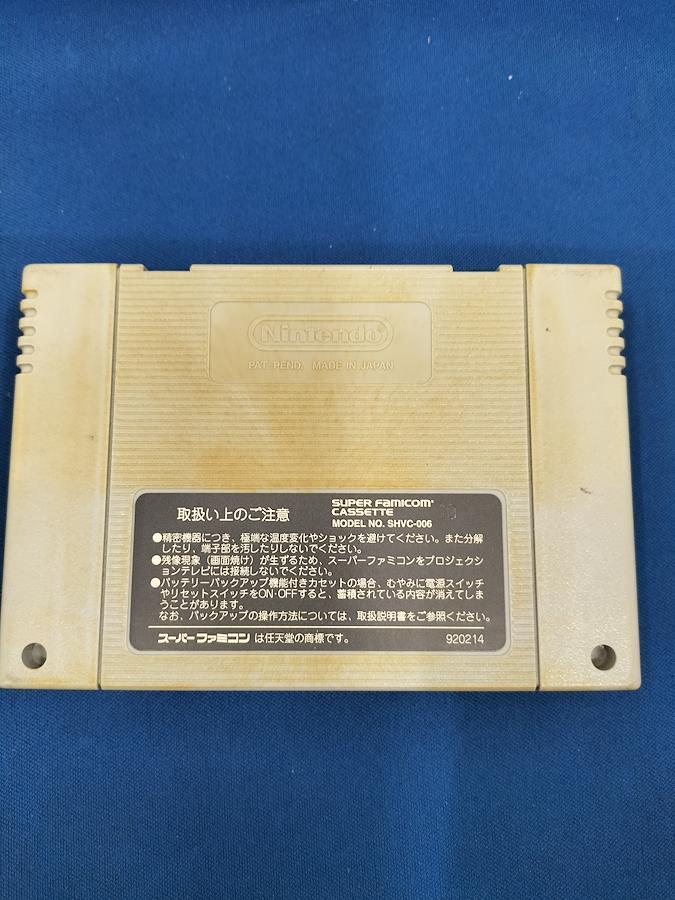 Nintendo
PAT. PEND. MADE IN JAPAN
取扱い上のご注意
SUPER FAMICOM
CASSETTE
MODEL NO. SHVC-006
●精密機器につき、極端な温度変化やショックを避けてください。また分解
したり、端子部を汚したりしないでください。
●残像現象（画面焼け）が生ずるため、スーパーファミコンをプロジェクシ
ョンテレビには接続しないでください。
●バッテリーバックアップ機能付きカセットの場合、むやみに電源スイッチ
やリセットスイッチをON・OFFすると、蓄積されている内容が消えてしま
うことがあります。
なお、バックアップの操作方法については、取扱説明書をご参照ください。
スーパーファミコン は任天堂の商標です。
920214